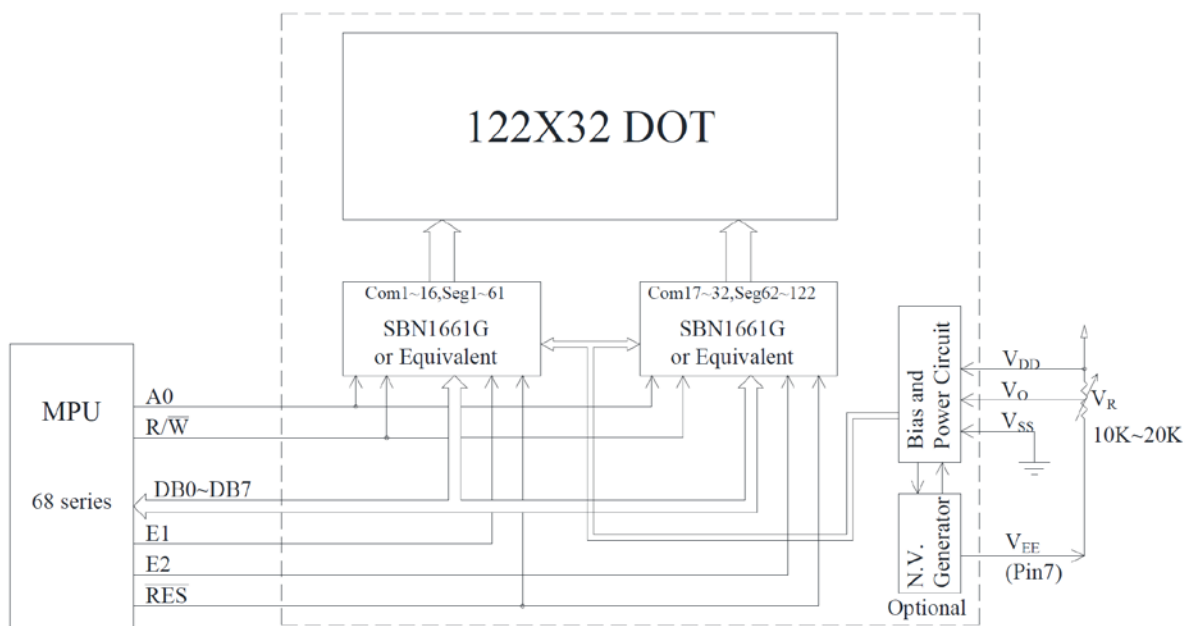 122X32 DOT
Com1~16,Seg1~61
SBN1661G
or Equivalent
Com17~32,Seg62~122
SBN1661G
or Equivalent
MPU
68 series
A0
R/W̅
DB0~DB7
E1
E2
R̅E̅S̅
Bias and
Power Circuit
N.V.
Generator
Optional
VDD
VO
VSS
VR
10K~20K
VEE
(Pin7)